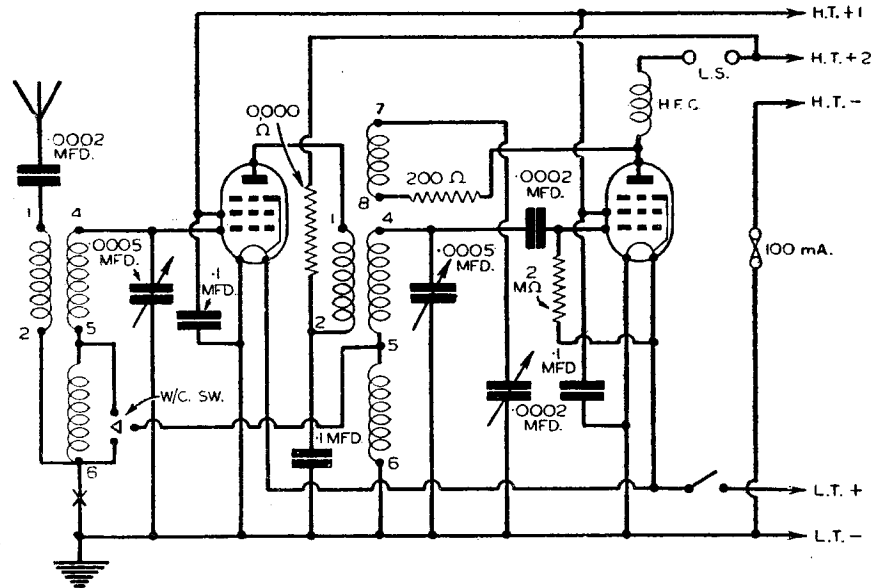 H.T.+1
H.T.+2
L.S.
H.F.C.
H.T.-
.0002
MFD.
0,000
Ω
7
200 Ω
8
.0002
MFD.
1
4
.0005
MFD.
.1
MFD.
1
4
.0005
MFD.
2
MΩ
100 mA.
2
5
2
5
W/C. SW.
.1
MFD
.0002
MFD.
.1 MFD.
6
6
L.T. +
L.T. -